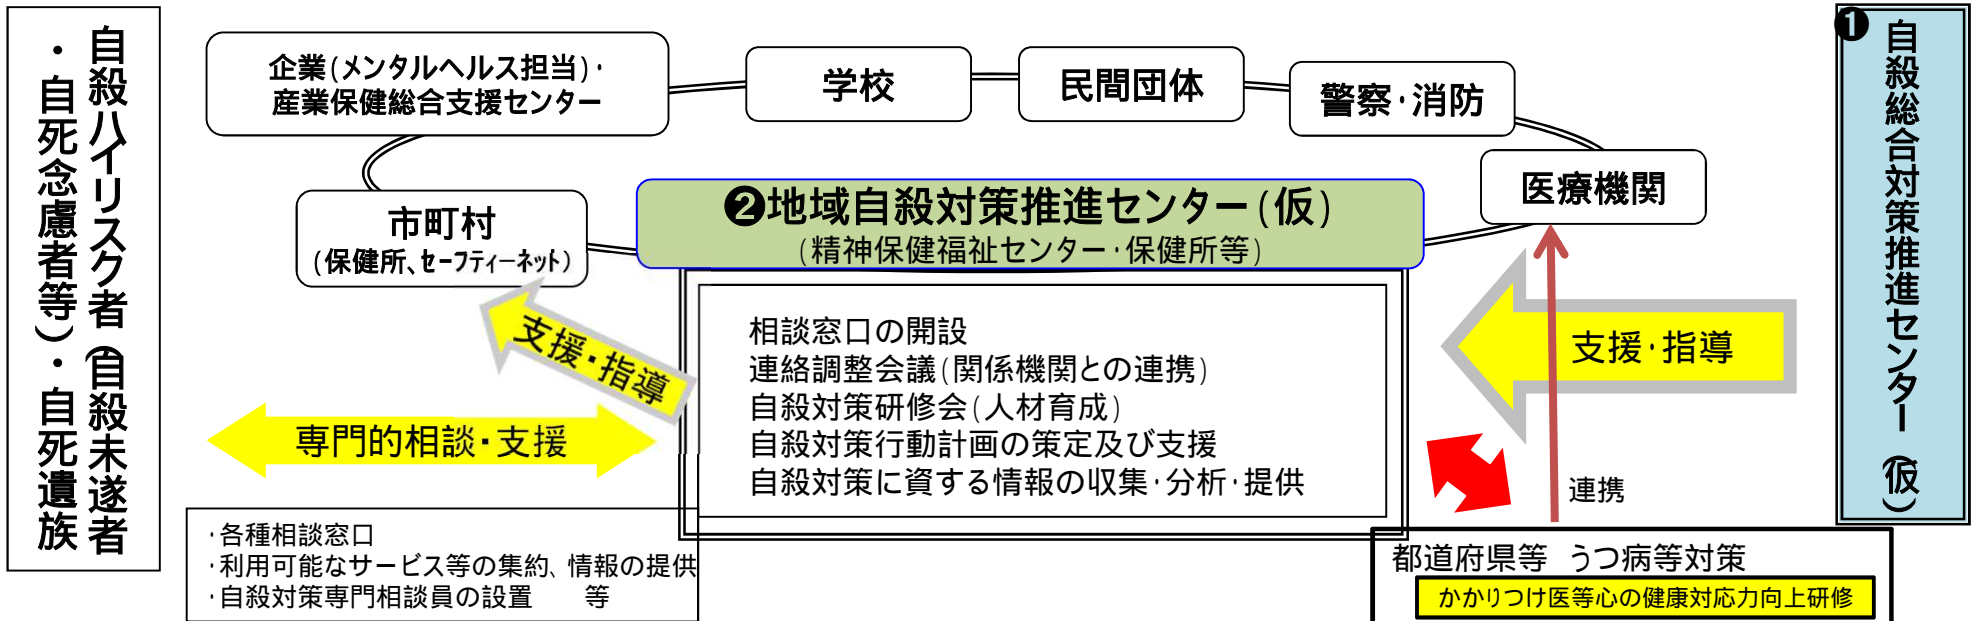 自殺ハイリスク者（自殺未遂者
・自死念慮者等）・自死遺族
企業(メンタルヘルス担当)・
産業保健総合支援センター
学校
民間団体
警察・消防
医療機関
市町村
(保健所、セーフティーネット)
❷地域自殺対策推進センター(仮)
(精神保健福祉センター・保健所等)
相談窓口の開設
連絡調整会議(関係機関との連携)
自殺対策研修会(人材育成)
自殺対策行動計画の策定及び支援
自殺対策に資する情報の収集・分析・提供
支援・指導
専門的相談・支援
・各種相談窓口
・利用可能なサービス等の集約、情報の提供
・自殺対策専門相談員の設置　　等
支援・指導
連携
都道府県等　うつ病等対策
かかりつけ医等心の健康対応力向上研修
❶自殺総合対策推進センター（仮）